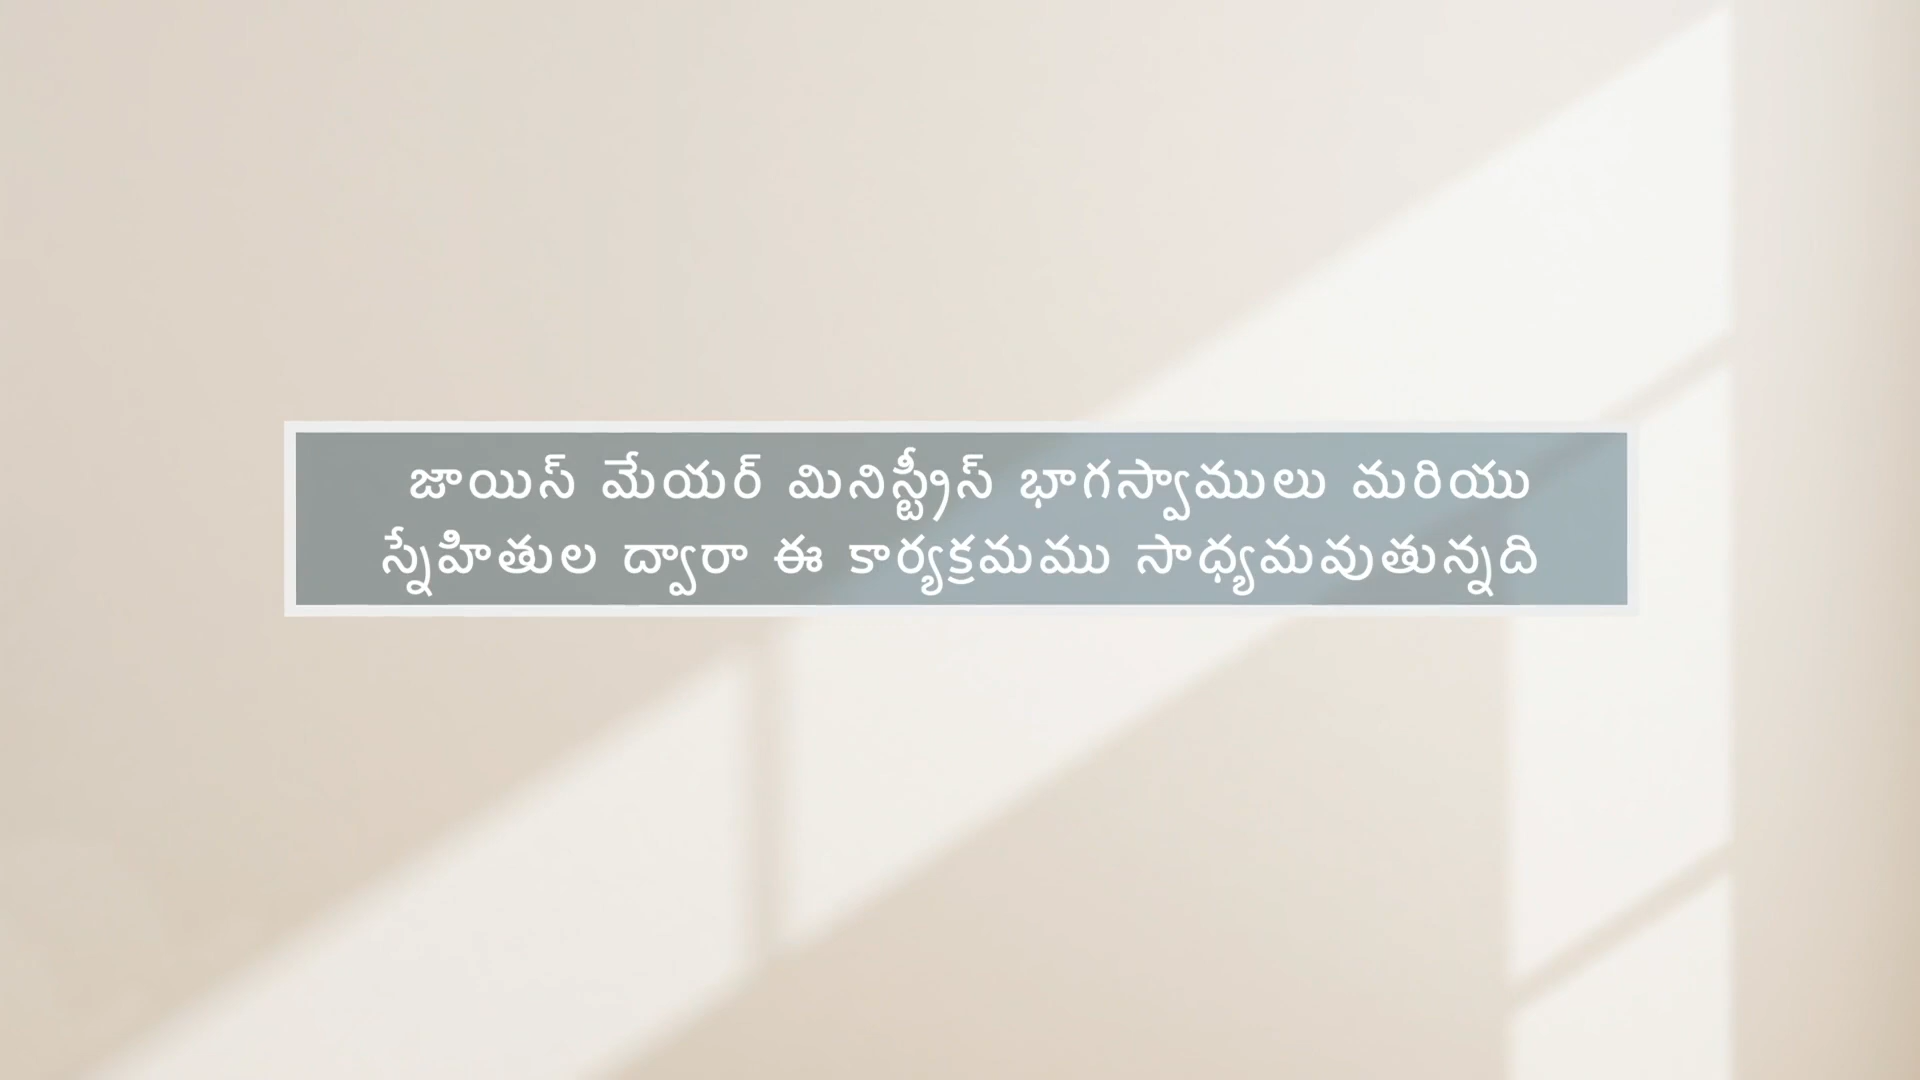 జాయిస్ మేయర్ మినిస్ట్రీస్ భాగస్వాములు మరియు
స్నేహితుల ద్వారా ఈ కార్యక్రమము సాధ్యమవుతున్నది